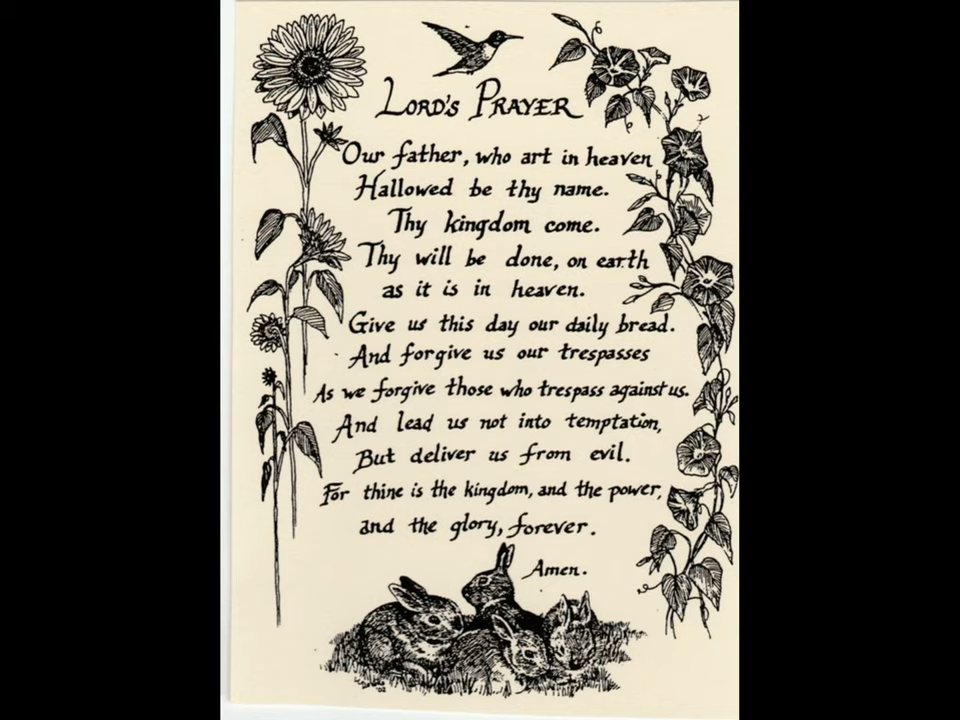 Lord's Prayer
Our father, who art in heaven
Hallowed be thy name.
Thy kingdom come.
Thy will be done, on earth
as it is in heaven.
Give us this day our daily bread.
And forgive us our trespasses
As we forgive those who trespass against us.
And lead us not into temptation,
But deliver us from evil.
For thine is the kingdom, and the power,
and the glory, forever.
Amen.